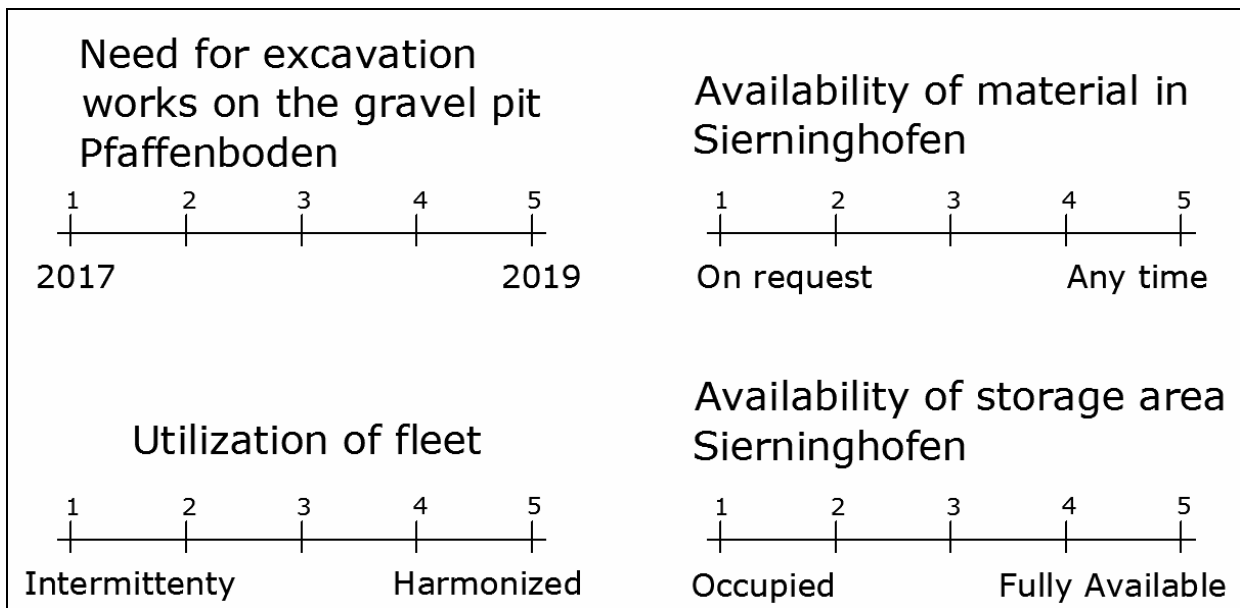 Need for excavation
works on the gravel pit
Pfaffenboden
1 2 3 4 5
2017 2019
Availability of material in
Sierninghofen
1 2 3 4 5
On request Any time
Utilization of fleet
1 2 3 4 5
Intermittenty Harmonized
Availability of storage area
Sierninghofen
1 2 3 4 5
Occupied Fully Available